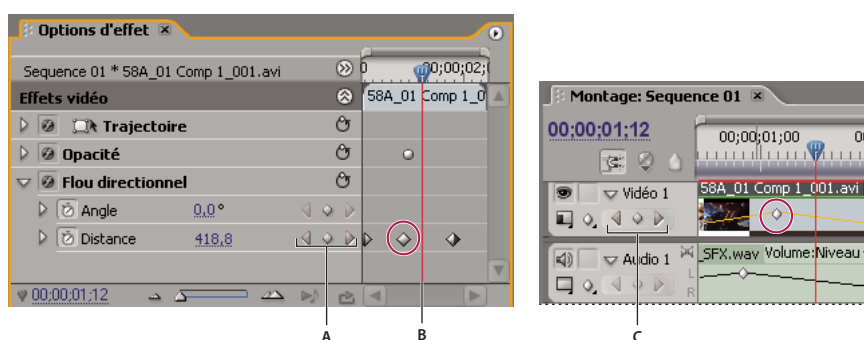 Options d'effet
Sequence 01 * 58A_01 Comp 1_001.avi
0
00;00;02;
Effets vidéo
58A_01 Comp 1_0
Trajectoire
Opacité
Flou directionnel
Angle 0,0°
Distance 418,8
00:00:01:12
A
B
Montage: Sequence 01
00:00:01:12
00;00;01;00
Vidéo 1
58A_01 Comp 1_001.avi
Audio 1
_SFX.wav Volume:Niveau
L
R
C